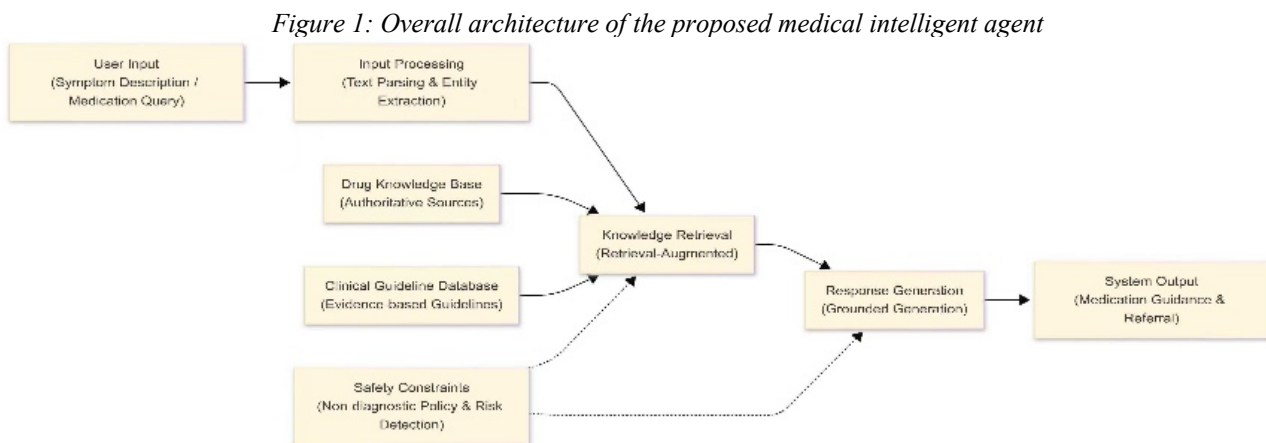 Figure 1: Overall architecture of the proposed medical intelligent agent
User Input
(Symptom Description /
Medication Query)
Input Processing
(Text Parsing & Entity
Extraction)
Drug Knowledge Base
(Authoritative Sources)
Clinical Guideline Database
(Evidence-based Guidelines)
Safety Constraints
(Non diagnostic Policy & Risk
Detection)
Knowledge Retrieval
(Retrieval-Augmented)
Response Generation
(Grounded Generation)
System Output
(Medication Guidance &
Referral)